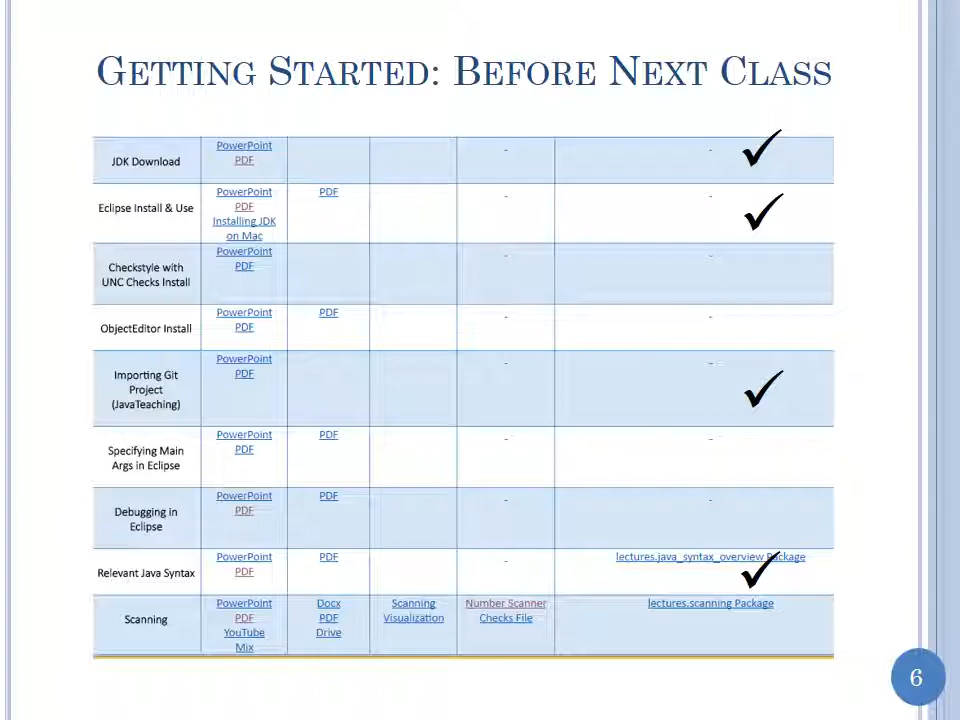 GETTING STARTED: BEFORE NEXT CLASS
JDK Download
PowerPoint
PDF
-
-
Eclipse Install & Use
PowerPoint
PDF
Installing JDK
on Mac
PDF
-
-
Checkstyle with
UNC Checks Install
PowerPoint
PDF
-
-
ObjectEditor Install
PowerPoint
PDF
PDF
-
-
Importing Git
Project
(JavaTeaching)
PowerPoint
PDF
-
-
Specifying Main
Args in Eclipse
PowerPoint
PDF
PDF
-
-
Debugging in
Eclipse
PowerPoint
PDF
PDF
-
-
Relevant Java Syntax
PowerPoint
PDF
PDF
-
lectures.java_syntax_overview Package
Scanning
PowerPoint
PDF
YouTube
Mix
Docx
PDF
Drive
Scanning
Visualization
Number Scanner
Checks File
lectures.scanning Package
6